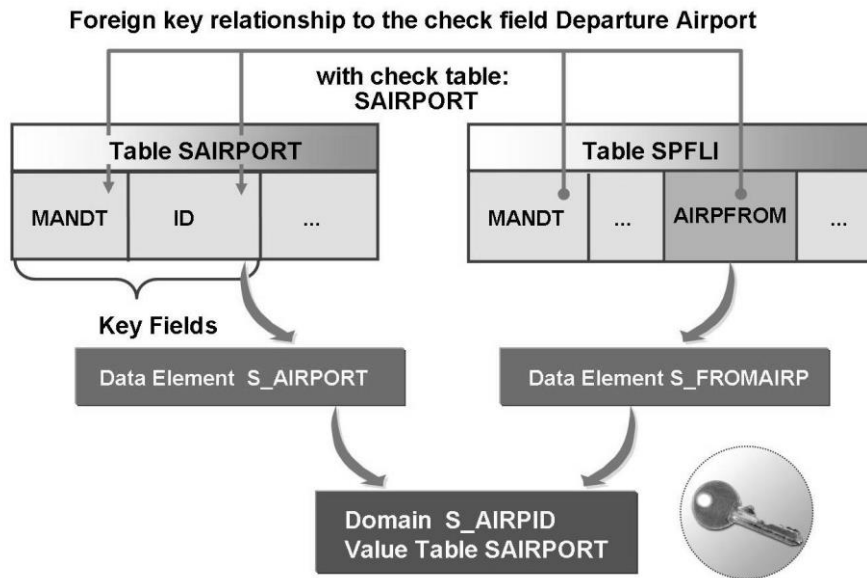 Foreign key relationship to the check field Departure Airport
with check table:
SAIRPORT
Table SAIRPORT
MANDT
ID
...
Key Fields
Table SPFLI
MANDT
...
AIRPFROM
...
Data Element S_AIRPORT
Data Element S_FROMAIRP
Domain S_AIRPID
Value Table SAIRPORT